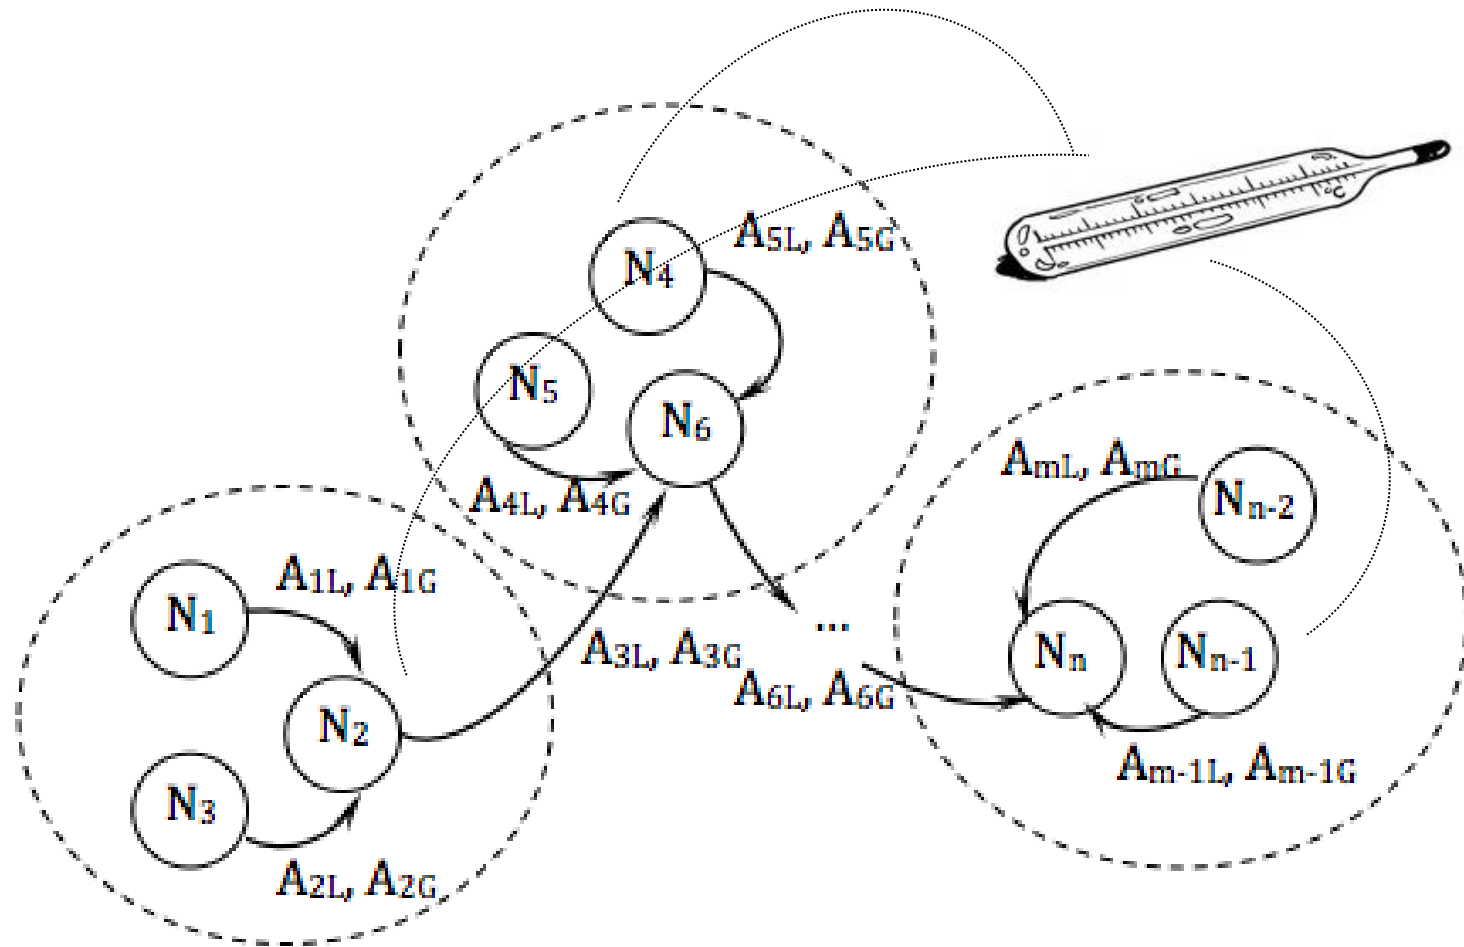 A5L, A5G
N4
°C
N5
N6
AmL, AmG
Nn-2
A4L, A4G
A1L, A1G
N1
...
A3L, A3G
Nn
Nn-1
A6L, A6G
N2
Am-1L, Am-1G
N3
A2L, A2G